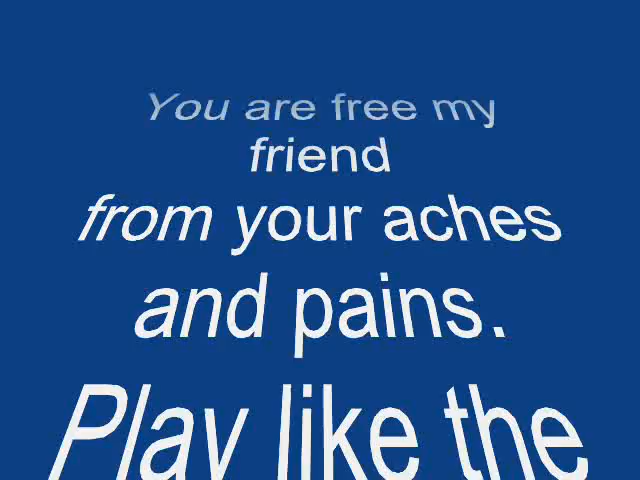 You are free my
friend
from your aches
and pains.
Play like the